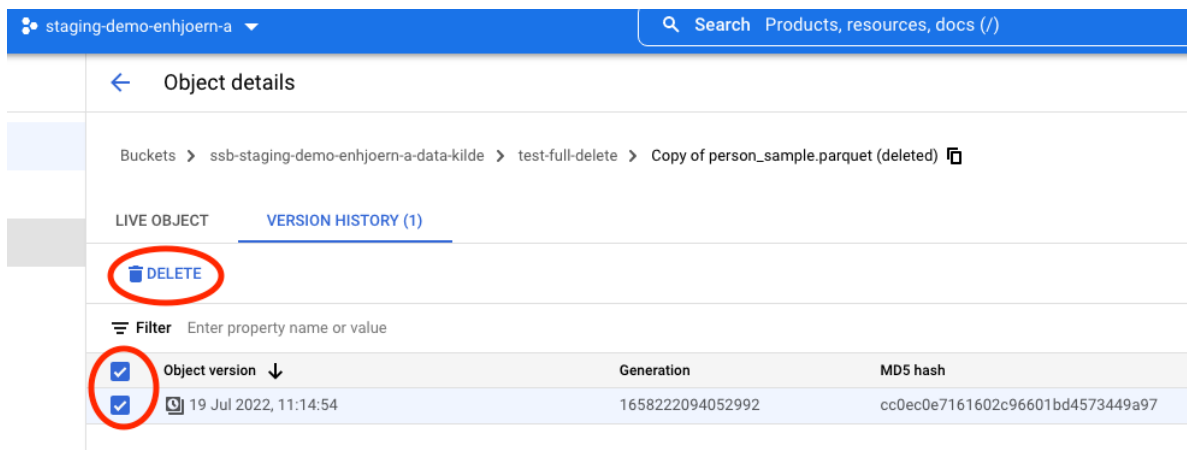 staging-demo-enhjoern-a Search Products, resources, docs (/)
Object details
Buckets > ssb-staging-demo-enhjoern-a-data-kilde > test-full-delete > Copy of person_sample.parquet (deleted)
LIVE OBJECT VERSION HISTORY (1)
DELETE
Filter Enter property name or value
Object version Generation MD5 hash
19 Jul 2022, 11:14:54 1658222094052992 cc0ec0e7161602c96601bd4573449a97